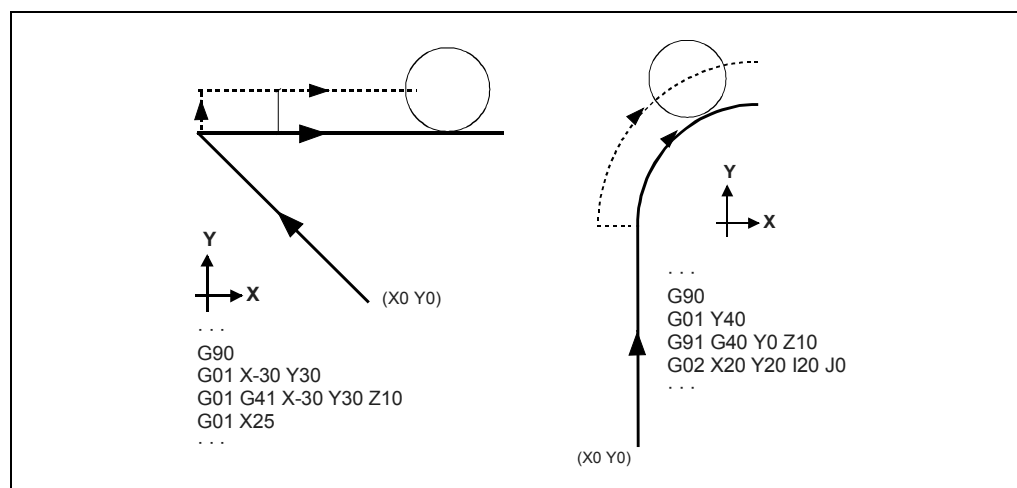 Y
X
(X0 Y0)
. . .
G90
G01 X-30 Y30
G01 G41 X-30 Y30 Z10
G01 X25
. . .
Y
X
. . .
G90
G01 Y40
G91 G40 Y0 Z10
G02 X20 Y20 I20 J0
. . .
(X0 Y0)